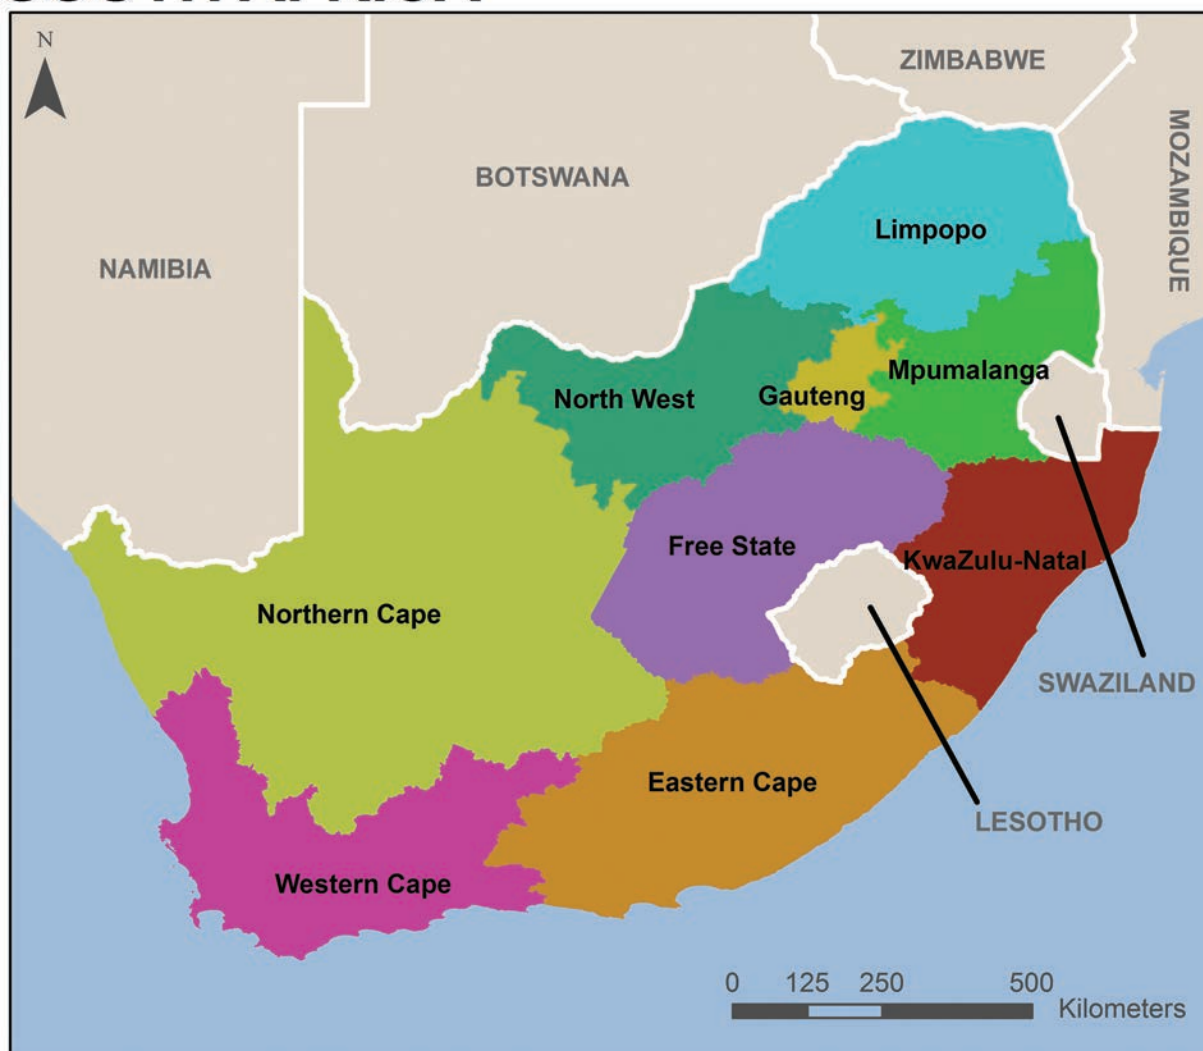 N
ZIMBABWE
MOZAMBIQUE
BOTSWANA
Limpopo
NAMIBIA
Mpumalanga
North West
Gauteng
Free State
KwaZulu-Natal
Northern Cape
SWAZILAND
Eastern Cape
LESOTHO
Western Cape
0 125 250 500
Kilometers